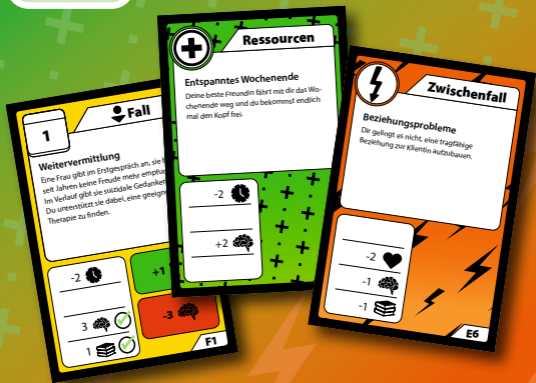 1
Fall
Weitervermittlung
Eine Frau gibt im Erstgespräch an, sie
seit Jahren keine Freude mehr
Im Verlauf gibt sie suizidale Gedanken
Du unterstützt sie dabei, eine
Therapie zu finden.
-2
3
1
+1
-3
F1
Ressourcen
Entspanntes Wochenende
Deine beste Freundin fährt mit dir das Wo-
chenende weg und du bekommst endlich
mal den Kopf frei.
-2
+2
Zwischenfall
Beziehungsprobleme
Dir gelingt es nicht, eine tragfähige
Beziehung zur Klientin aufzubauen.
-2
-1
-1
E6